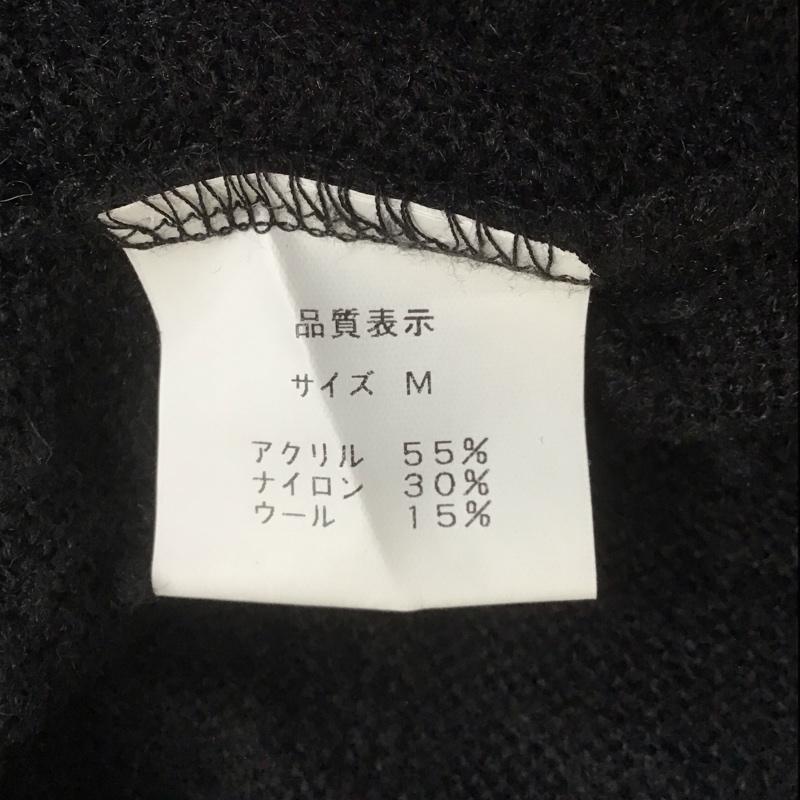 品質表示
サイズ M
アクリル 55%
ナイロン 30%
ウール 15%